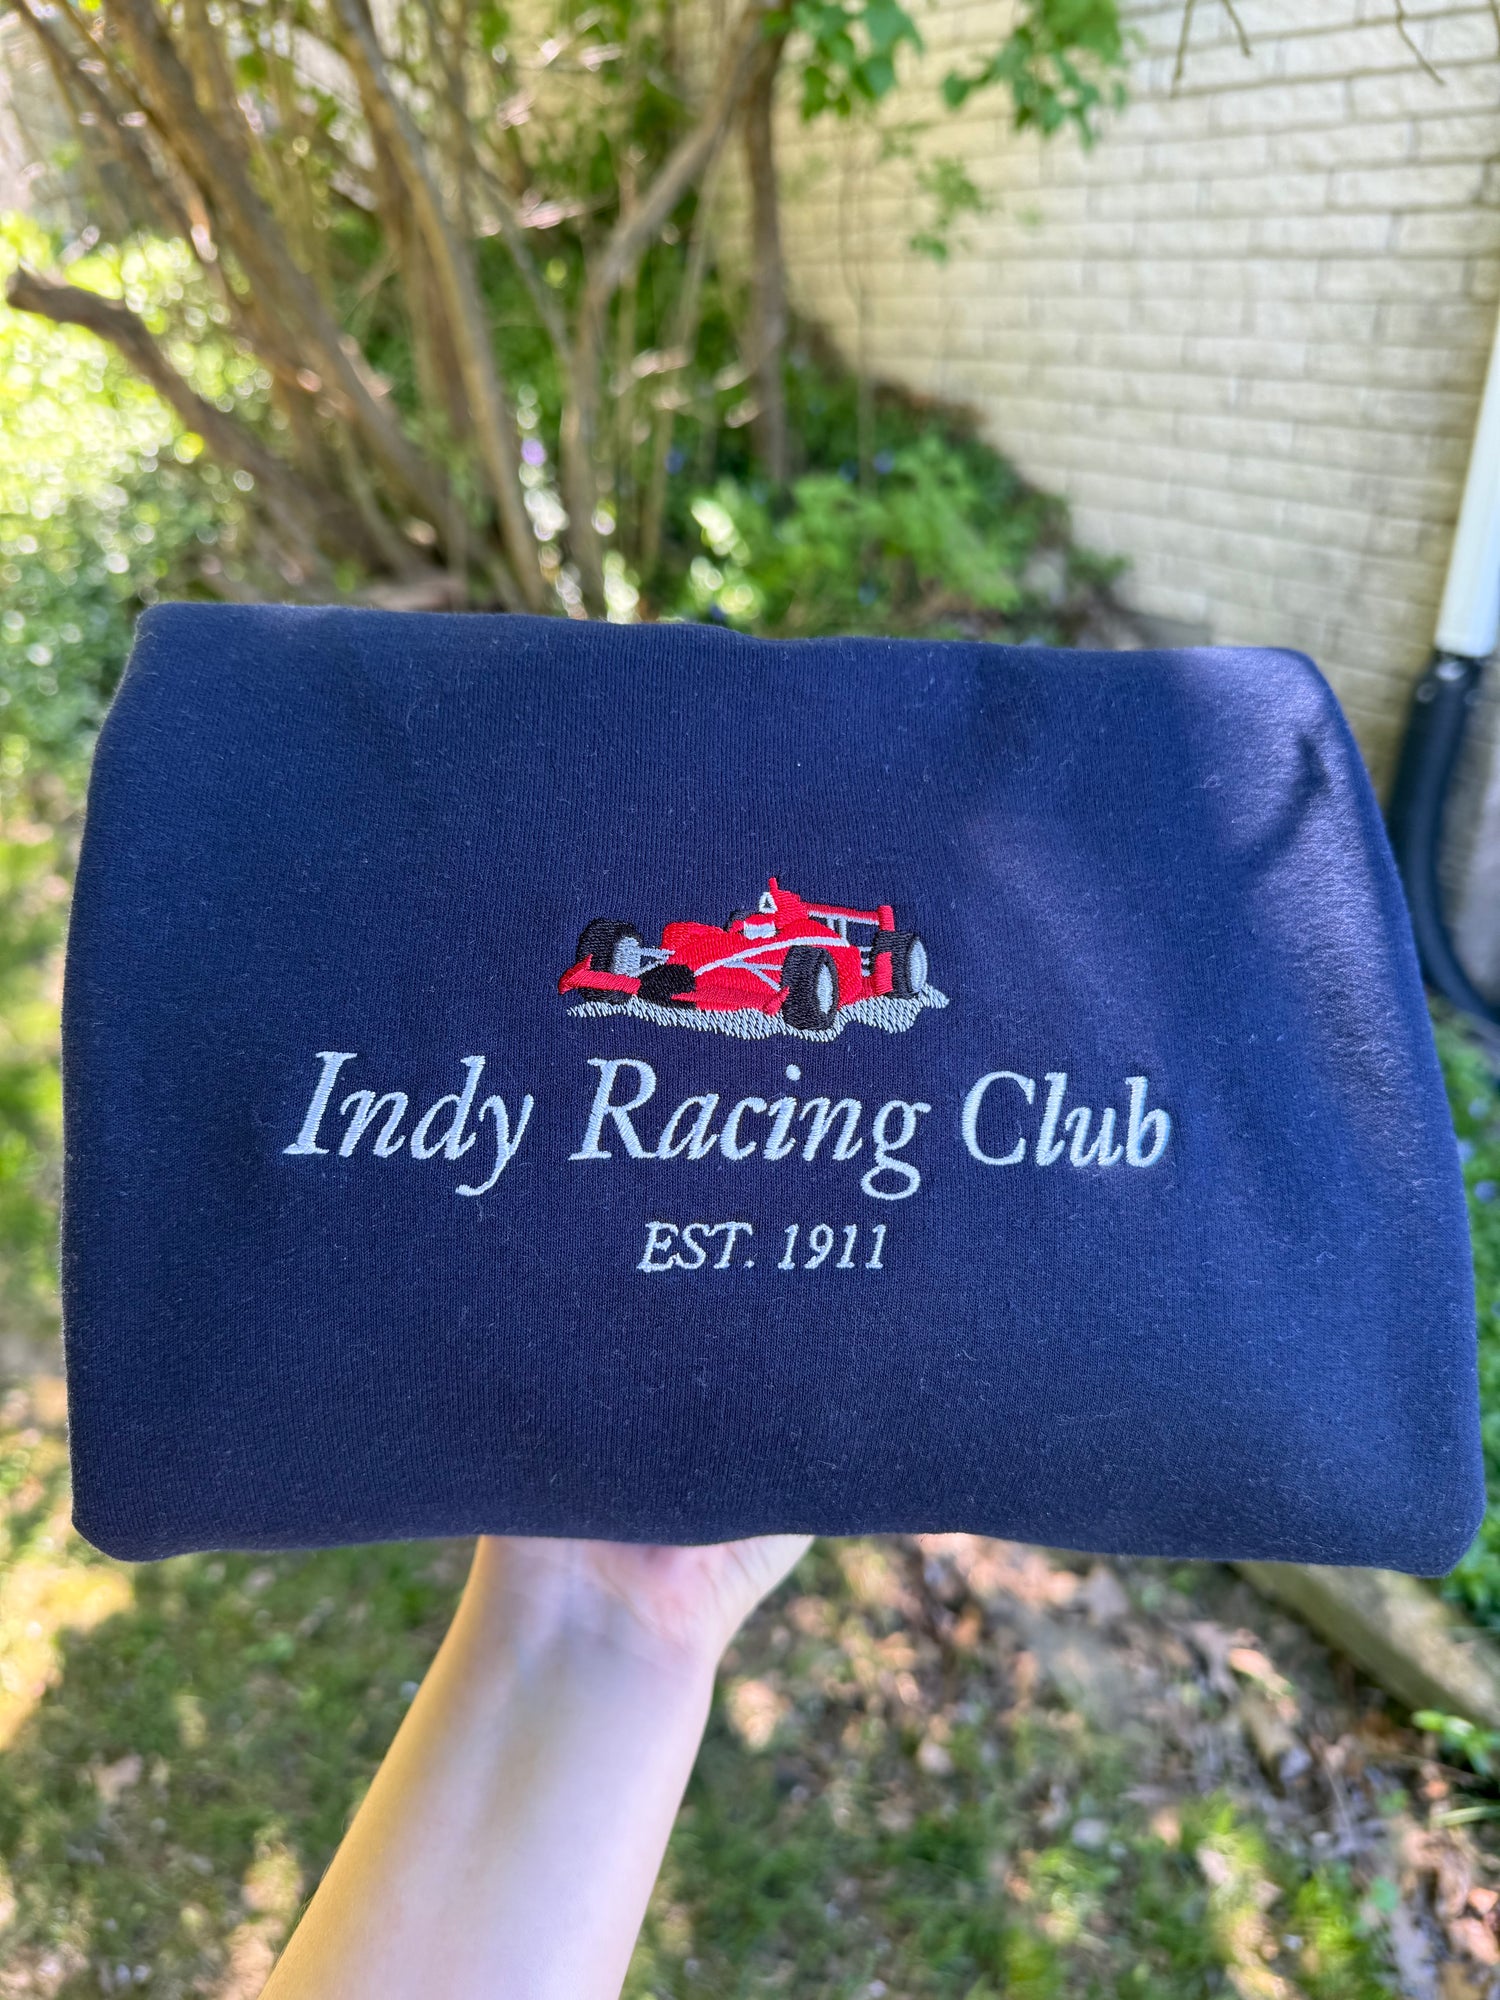 Indy Racing Club
EST. 1911